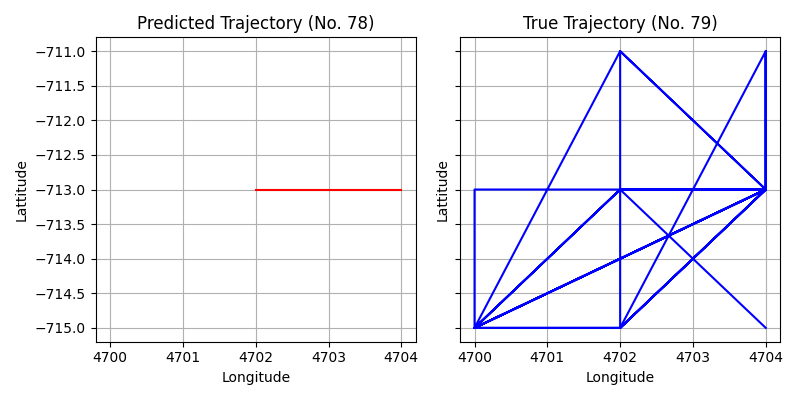 Predicted Trajectory (No. 78)
True Trajectory (No. 79)
−711.0
−711.5
−712.0
−712.5
−713.0
−713.5
−714.0
−714.5
−715.0
Lattitude
Lattitude
4700 4701 4702 4703 4704
4700 4701 4702 4703 4704
Longitude
Longitude